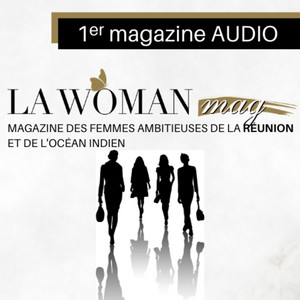 1er magazine AUDIO
LA WOMAN mag
MAGAZINE DES FEMMES AMBITIEUSES DE LA RÉUNION
ET DE L'OCÉAN INDIEN